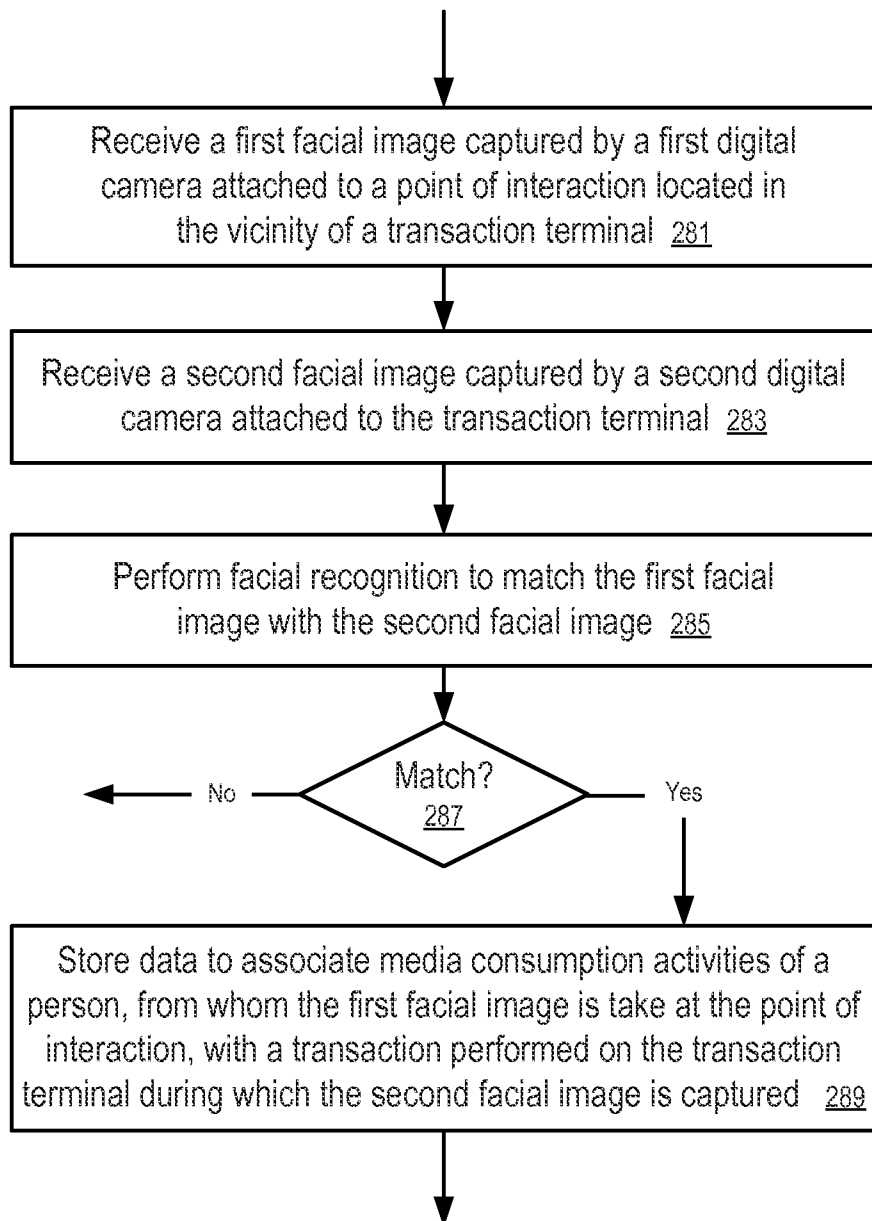 Receive a first facial image captured by a first digital
camera attached to a point of interaction located in
the vicinity of a transaction terminal 281
Receive a second facial image captured by a second digital
camera attached to the transaction terminal 283
Perform facial recognition to match the first facial
image with the second facial image 285
Match?
287
No
Yes
Store data to associate media consumption activities of a
person, from whom the first facial image is take at the point of
interaction, with a transaction performed on the transaction
terminal during which the second facial image is captured 289